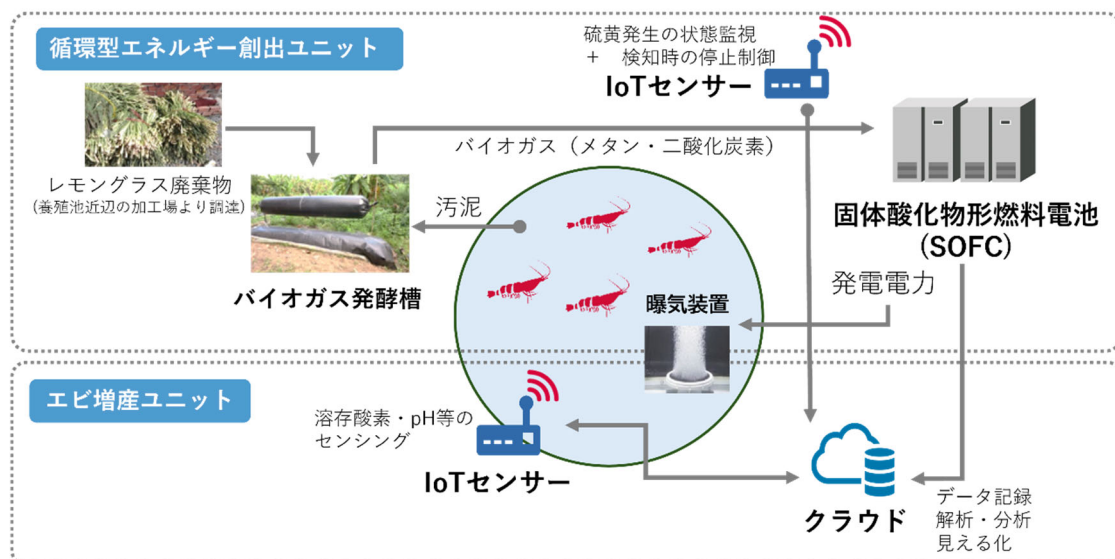 循環型エネルギー創出ユニット
硫黄発生の状態監視
+ 検知時の停止制御
IoTセンサー
バイオガス（メタン・二酸化炭素）
レモングラス廃棄物
(養殖池近辺の加工場より調達)
汚泥
バイオガス発酵槽
固体酸化物形燃料電池
(SOFC)
発電電力
曝気装置
エビ増産ユニット
溶存酸素・pH等の
センシング
IoTセンサー
クラウド
データ記録
解析・分析
見える化